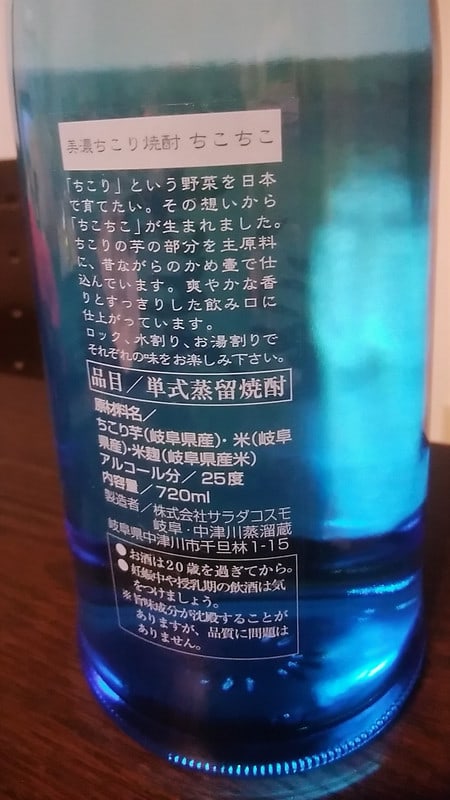 美濃ちこり焼酎 ちこちこ
「ちこり」という野菜を日本
で育てたい。その想いから
「ちこちこ」が生まれました。
ちこりの芋の部分を主原料
に、昔ながらのかめ壷で仕
込んでいます。爽やかな香
りとすっきりした飲み口に
仕上がっています。
ロック、水割り、お湯割りで
それぞれの味をお楽しみ下さい。
品目／単式蒸留焼酎
原材料名／
ちこり芋(岐阜県産)・米(岐阜
県産)・米麹(岐阜県産米)
アルコール分／25度
内容量／720ml
製造者／株式会社サラダコスモ
岐阜・中津川蒸溜蔵
岐阜県中津川市千旦林1-15
●お酒は20歳を過ぎてから。
●妊娠中や授乳期の飲酒は気
をつけましょう。
※旨味成分が沈殿することが
ありますが、品質に問題は
ありません。